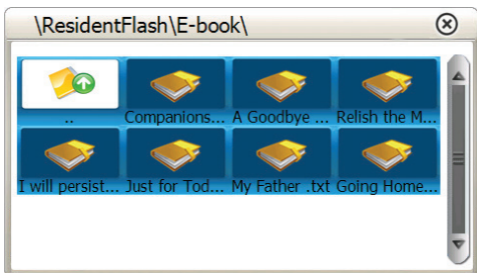 \ResidentFlash\E-book\
..
Companions... A Goodbye ... Relish the M...
I will persist... Just for Tod... My Father .txt Going Home...